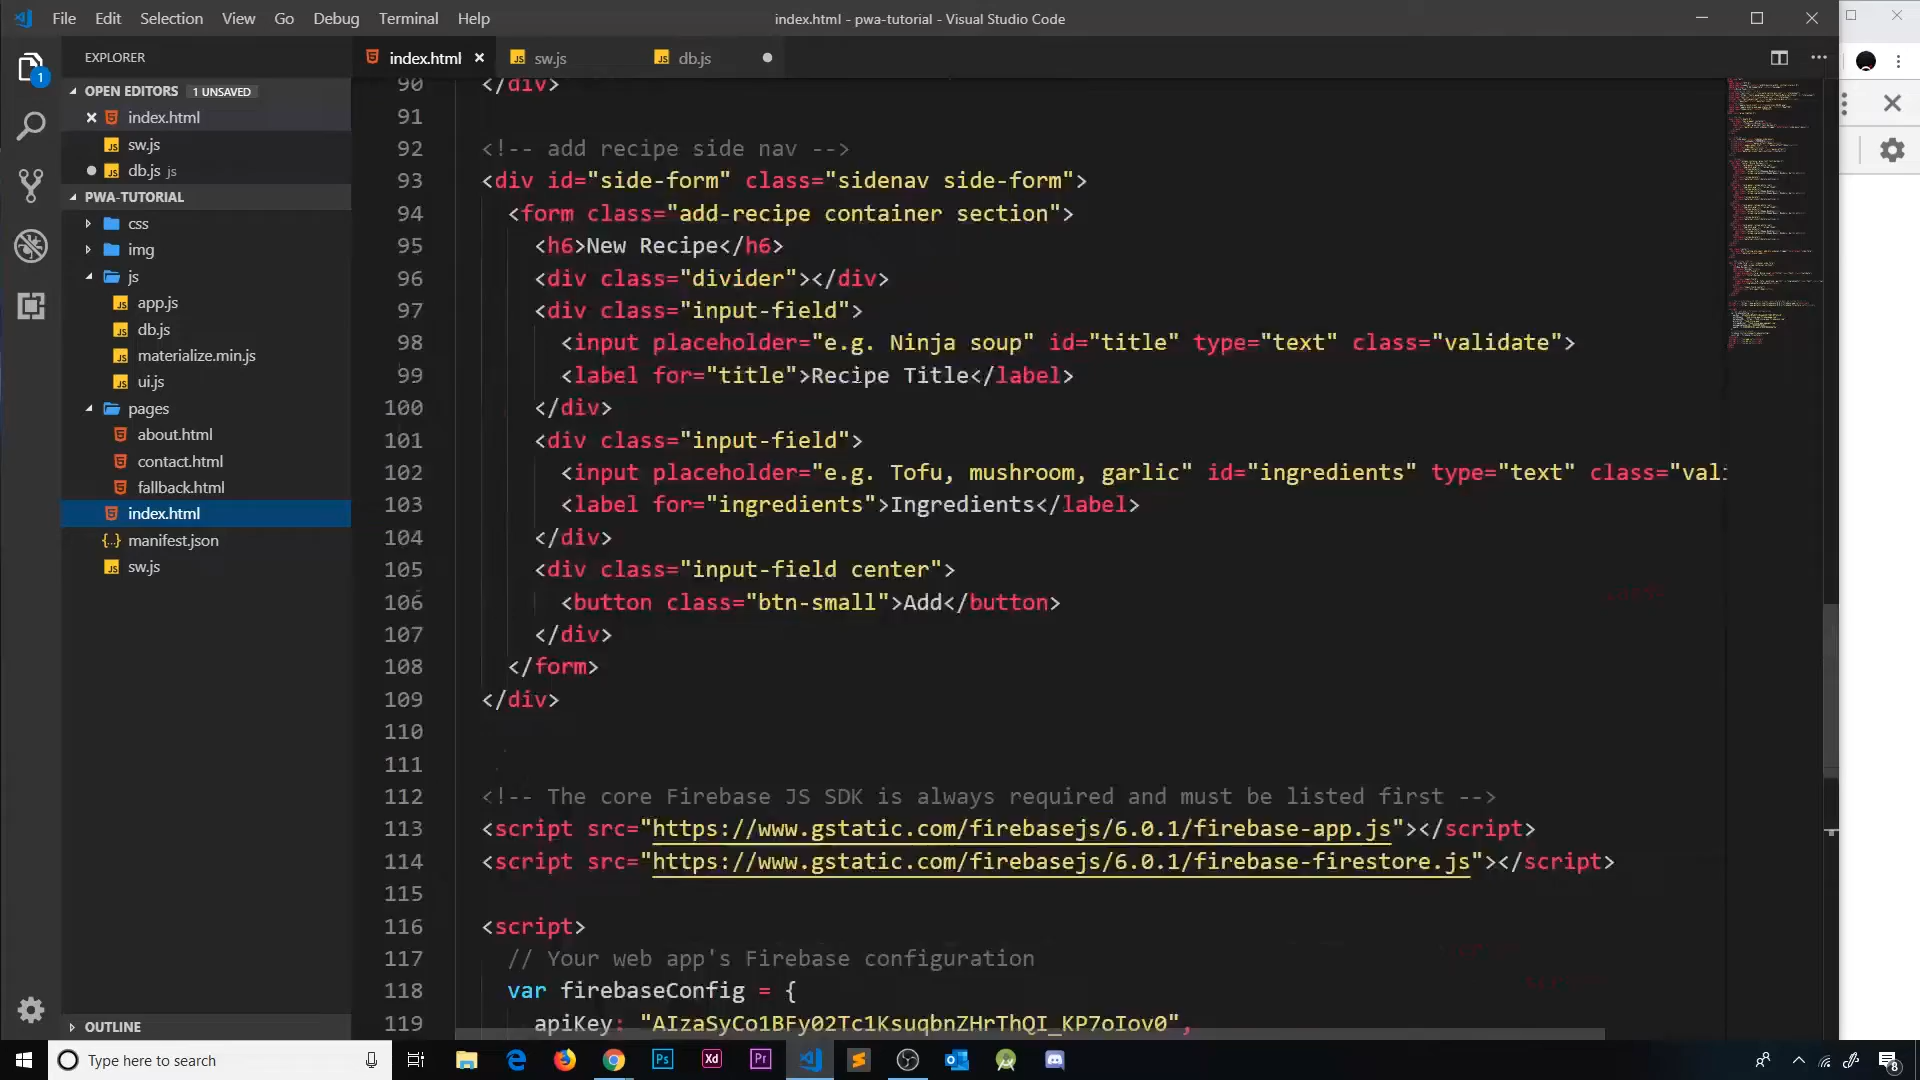 File Edit Selection View Go Debug Terminal Help
index.html - pwa-tutorial - Visual Studio Code
EXPLORER
OPEN EDITORS 1 UNSAVED
index.html
sw.js
db.js js
PWA-TUTORIAL
css
img
js
app.js
db.js
materialize.min.js
ui.js
pages
about.html
contact.html
fallback.html
index.html
manifest.json
sw.js
OUTLINE
1
index.html sw.js db.js
90 </div>
91
92 <!-- add recipe side nav -->
93 <div id="side-form" class="sidenav side-form">
94 <form class="add-recipe container section">
95 <h6>New Recipe</h6>
96 <div class="divider"></div>
97 <div class="input-field">
98 <input placeholder="e.g. Ninja soup" id="title" type="text" class="validate">
99 <label for="title">Recipe Title</label>
100 </div>
101 <div class="input-field">
102 <input placeholder="e.g. Tofu, mushroom, garlic" id="ingredients" type="text" class="vali
103 <label for="ingredients">Ingredients</label>
104 </div>
105 <div class="input-field center">
106 <button class="btn-small">Add</button>
107 </div>
108 </form>
109 </div>
110
111
112 <!-- The core Firebase JS SDK is always required and must be listed first -->
113 <script src="https://www.gstatic.com/firebasejs/6.0.1/firebase-app.js"></script>
114 <script src="https://www.gstatic.com/firebasejs/6.0.1/firebase-firestore.js"></script>
115
116 <script>
117 // Your web app's Firebase configuration
118 var firebaseConfig = {
119 apiKey: "AIzaSyCo1BFy02Tc1KsuqbnZHrThQI_KP7oIov0",
Type here to search
Ps
Xd
Pr
8